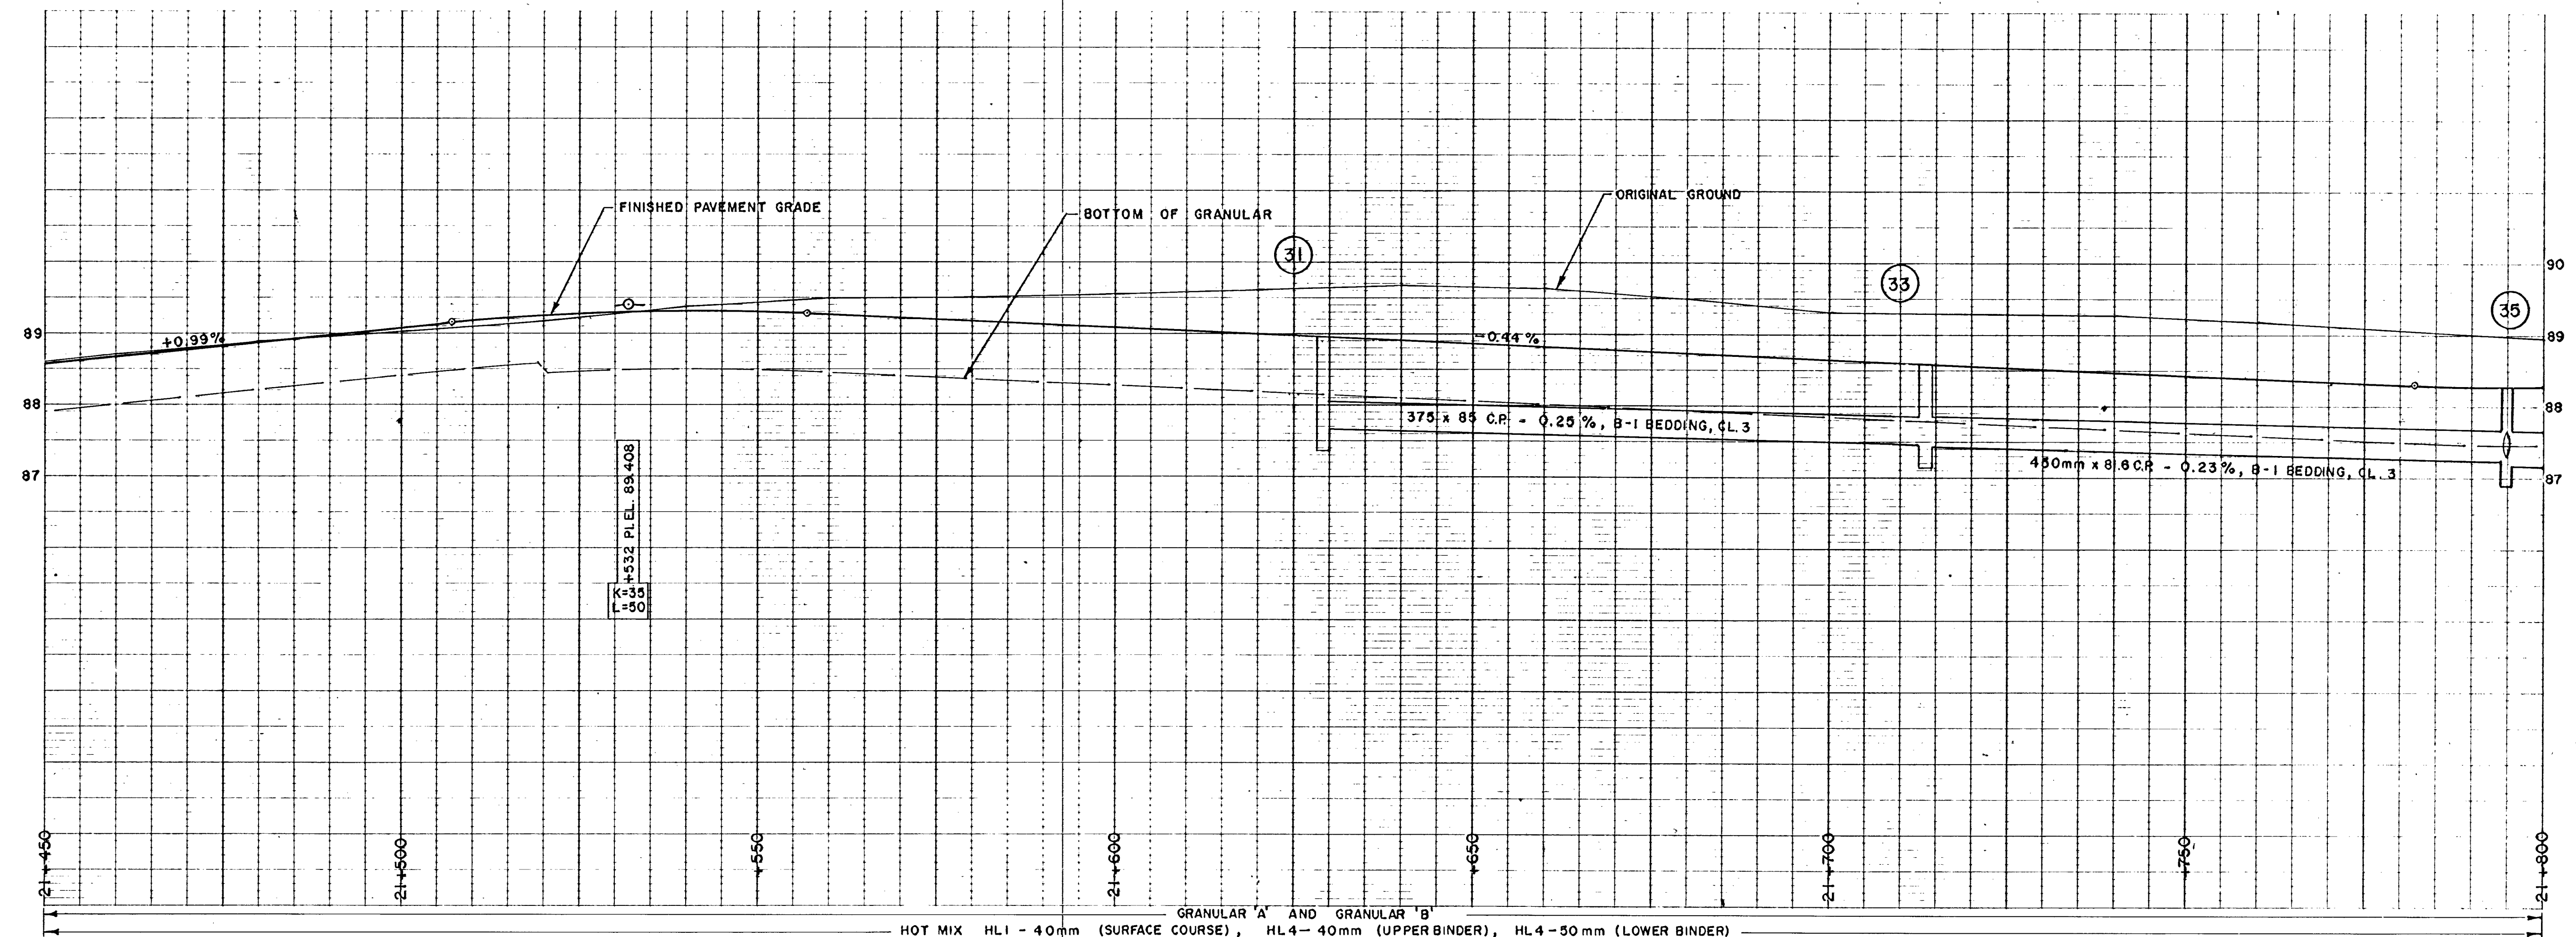 FINISHED PAVEMENT GRADE
BOTTOM OF GRANULAR
ORIGINAL GROUND
31
33
35
90
89
+0.99%
-0.44%
89
88
375 x 85 C.P. - 0.25%, B-1 BEDDING, CL.3
88
87
450mm x 81.6 C.P. - 0.23%, B-1 BEDDING, CL.3
87
+532 P.I. EL. 89.408
K=35
L=50
21+450
21+500
+550
21+600
+650
21+700
+750
21+800
GRANULAR 'A' AND GRANULAR 'B'
HOT MIX HL1 - 40mm (SURFACE COURSE), HL4 - 40mm (UPPER BINDER), HL4 - 50mm (LOWER BINDER)